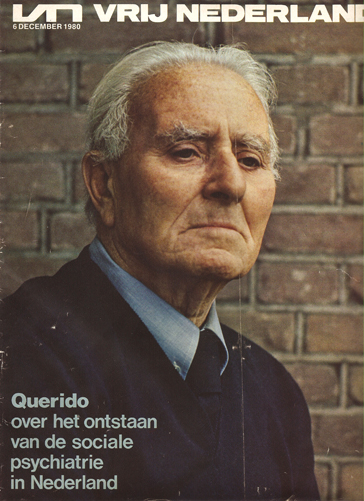 VN VRIJ NEDERLAND
6 DECEMBER 1980
Querido
over het ontstaan
van de sociale
psychiatrie
in Nederland